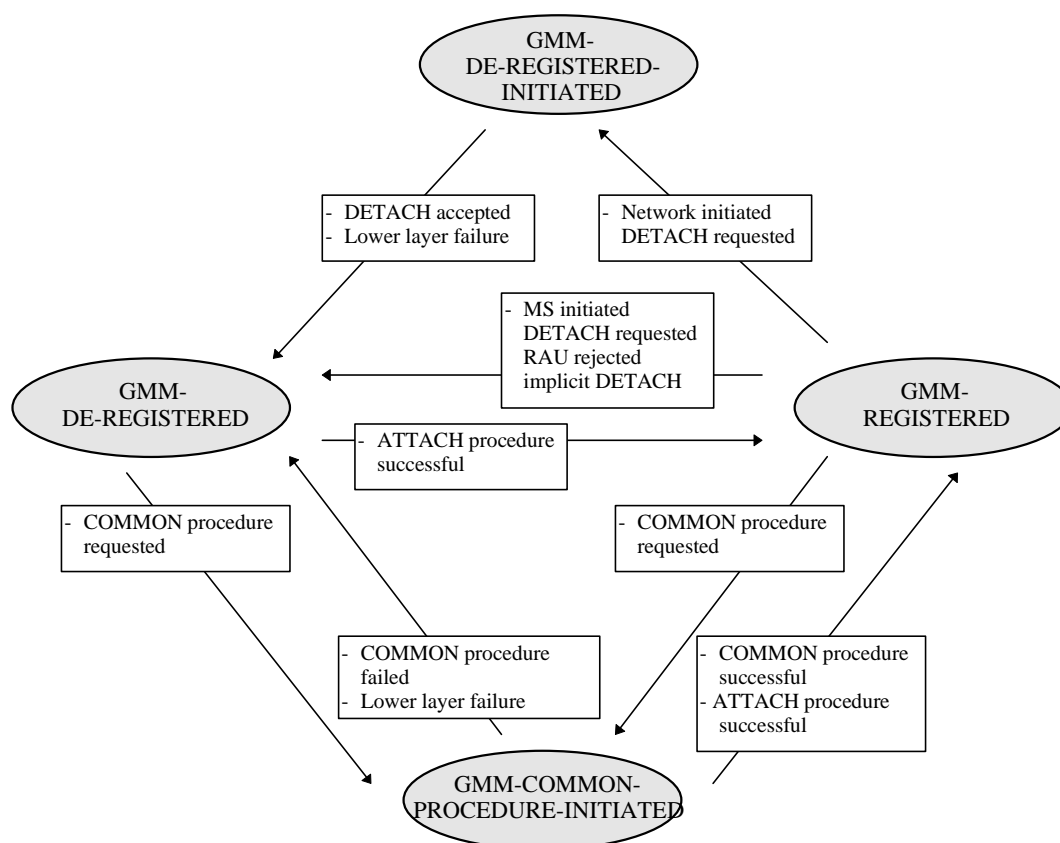 GMM-
DE-REGISTERED-
INITIATED
- DETACH accepted
- Lower layer failure
- Network initiated
DETACH requested
- MS initiated
DETACH requested
RAU rejected
implicit DETACH
GMM-
DE-REGISTERED
GMM-
REGISTERED
- ATTACH procedure
successful
- COMMON procedure
requested
- COMMON procedure
requested
- COMMON procedure
failed
- Lower layer failure
- COMMON procedure
successful
- ATTACH procedure
successful
GMM-COMMON-
PROCEDURE-INITIATED